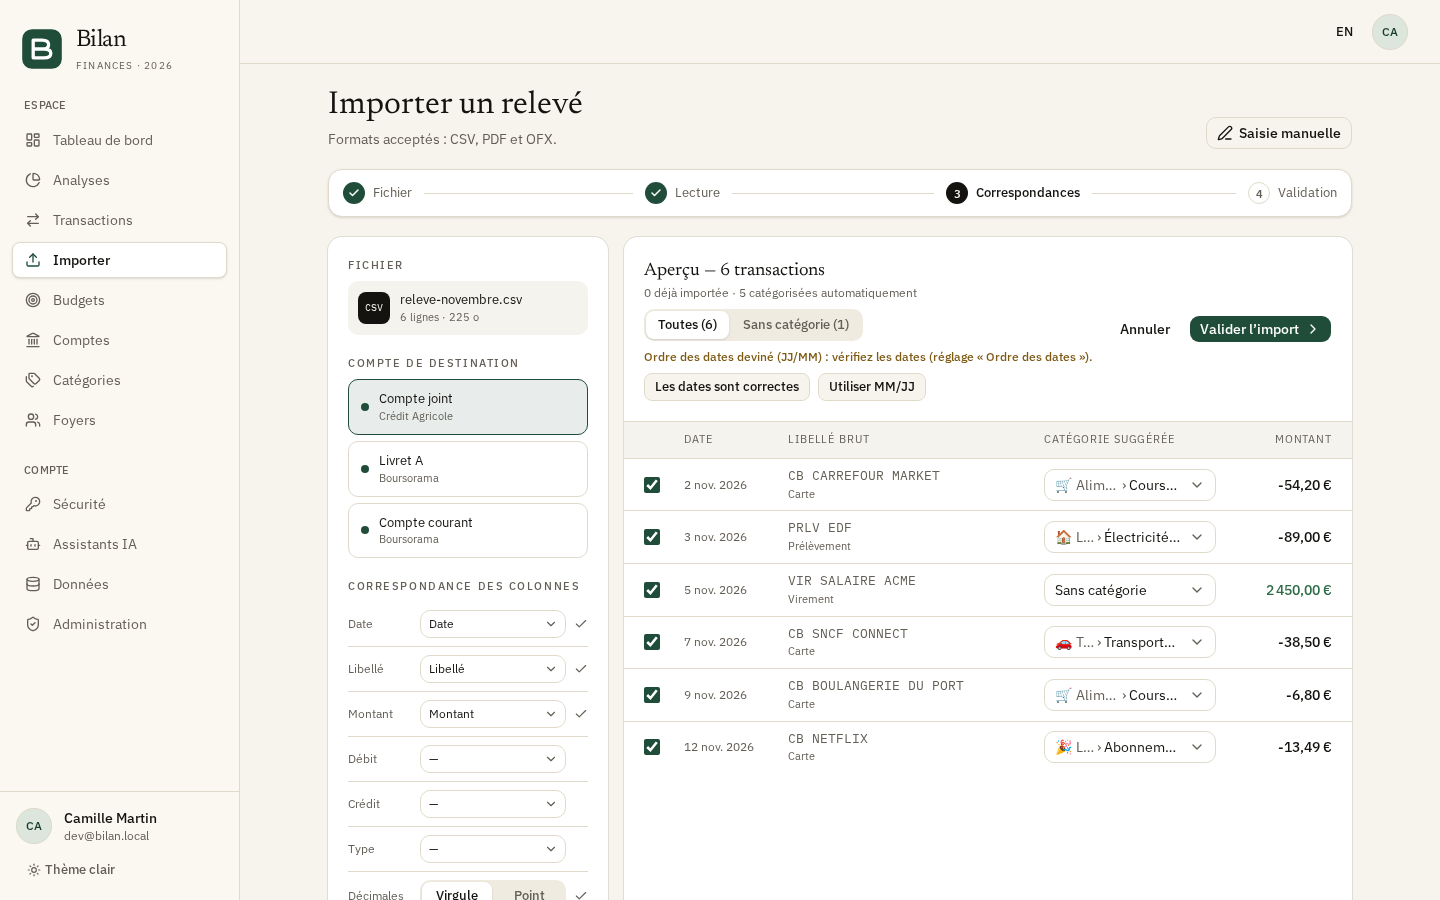 Bilan
FINANCES · 2026
ESPACE
Tableau de bord
Analyses
Transactions
Importer
Budgets
Comptes
Catégories
Foyers
COMPTE
Sécurité
Assistants IA
Données
Administration
CA
Camille Martin
dev@bilan.local
Thème clair
EN
CA
Importer un relevé
Formats acceptés : CSV, PDF et OFX.
Saisie manuelle
Fichier
Lecture
3 Correspondances
4 Validation
FICHIER
CSV
releve-novembre.csv
6 lignes · 225 o
COMPTE DE DESTINATION
Compte joint
Crédit Agricole
Livret A
Boursorama
Compte courant
Boursorama
CORRESPONDANCE DES COLONNES
Date Date
Libellé Libellé
Montant Montant
Débit —
Crédit —
Type —
Décimales Virgule Point
Aperçu — 6 transactions
0 déjà importée · 5 catégorisées automatiquement
Toutes (6) Sans catégorie (1)
Annuler
Valider l’import
Ordre des dates deviné (JJ/MM) : vérifiez les dates (réglage « Ordre des dates »).
Les dates sont correctes
Utiliser MM/JJ
DATE LIBELLÉ BRUT CATÉGORIE SUGGÉRÉE MONTANT
2 nov. 2026 CB CARREFOUR MARKET 🛒 Alim… › Cours… -54,20 €
Carte
3 nov. 2026 PRLV EDF 🏠 L… › Électricité… -89,00 €
Prélèvement
5 nov. 2026 VIR SALAIRE ACME Sans catégorie 2 450,00 €
Virement
7 nov. 2026 CB SNCF CONNECT 🚗 T… › Transport… -38,50 €
Carte
9 nov. 2026 CB BOULANGERIE DU PORT 🛒 Alim… › Cours… -6,80 €
Carte
12 nov. 2026 CB NETFLIX 🎉 L… › Abonnem… -13,49 €
Carte